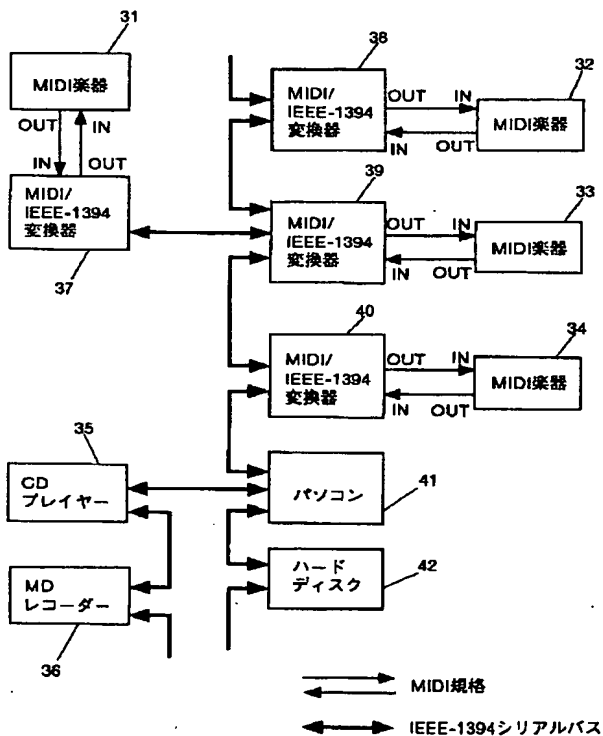 31
MIDI楽器
OUT
IN
IN
OUT
MIDI/
IEEE-1394
変換器
37
38
MIDI/
IEEE-1394
変換器
OUT
IN
32
MIDI楽器
IN
OUT
39
MIDI/
IEEE-1394
変換器
OUT
IN
33
MIDI楽器
IN
OUT
40
MIDI/
IEEE-1394
変換器
OUT
IN
34
MIDI楽器
IN
OUT
35
CD
プレイヤー
パソコン
41
MD
レコーダー
36
ハード
ディスク
42
MIDI規格
IEEE-1394シリアルバス